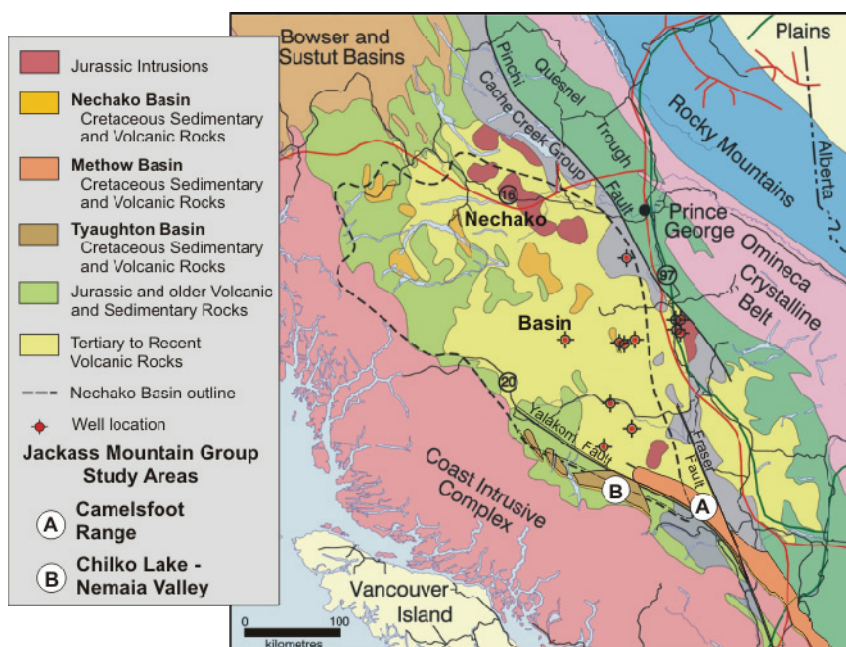 Jurassic Intrusions
Nechako Basin
Cretaceous Sedimentary
and Volcanic Rocks
Methow Basin
Cretaceous Sedimentary
and Volcanic Rocks
Tyaughton Basin
Cretaceous Sedimentary
and Volcanic Rocks
Jurassic and older Volcanic
and Sedimentary Rocks
Tertiary to Recent
Volcanic Rocks
Nechako Basin outline
Well location
Jackass Mountain Group
Study Areas
A
Camelsfoot
Range
B
Chilko Lake -
Nemaia Valley
Bowser and
Sustut Basins
Pinchi
Fault
Cache Creek Group
Quesnel
Trough
Plains
Rocky Mountains
Alberta
16
Nechako
Prince
George
97
Omineca
Crystalline
Belt
Basin
20
Yalakom Fault
Fraser
Fault
Coast Intrusive
Complex
B
A
Vancouver
Island
0
100
kilometres